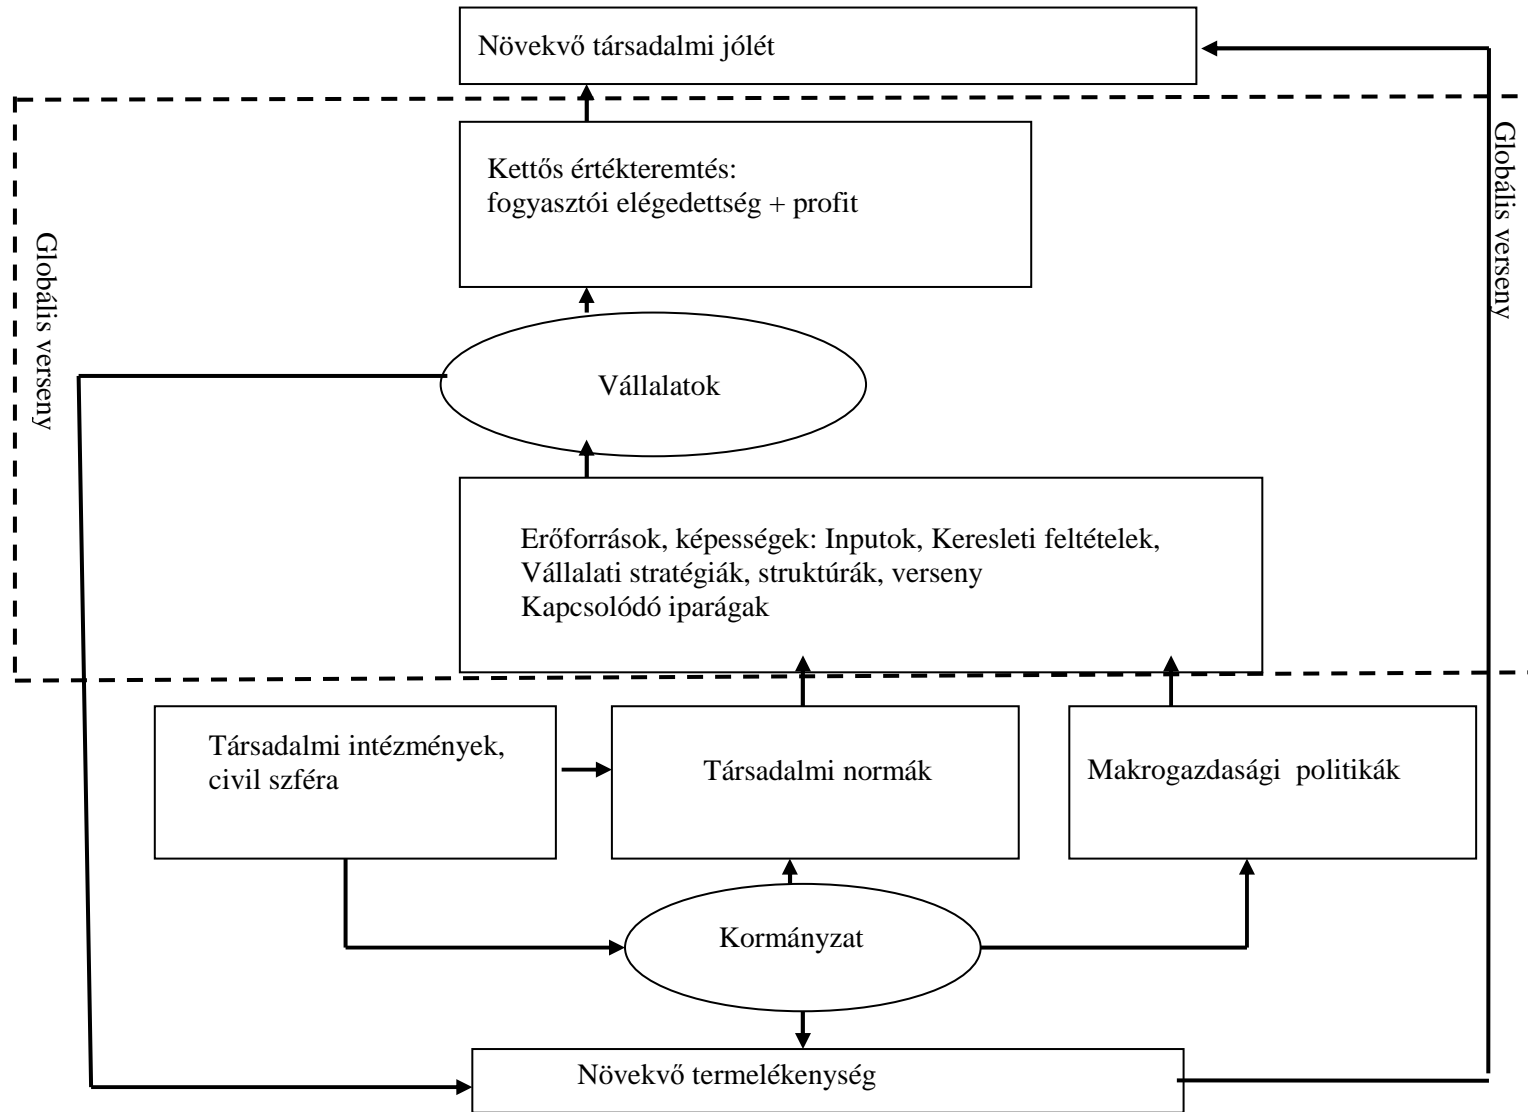 Növekvő társadalmi jólét
Kettős értékteremtés:
fogyasztói elégedettség + profit
Globális verseny
Globális verseny
Vállalatok
Erőforrások, képességek: Inputok, Keresleti feltételek,
Vállalati stratégiák, struktúrák, verseny
Kapcsolódó iparágak
Társadalmi intézmények,
civil szféra
Társadalmi normák
Makrogazdasági politikák
Kormányzat
Növekvő termelékenység